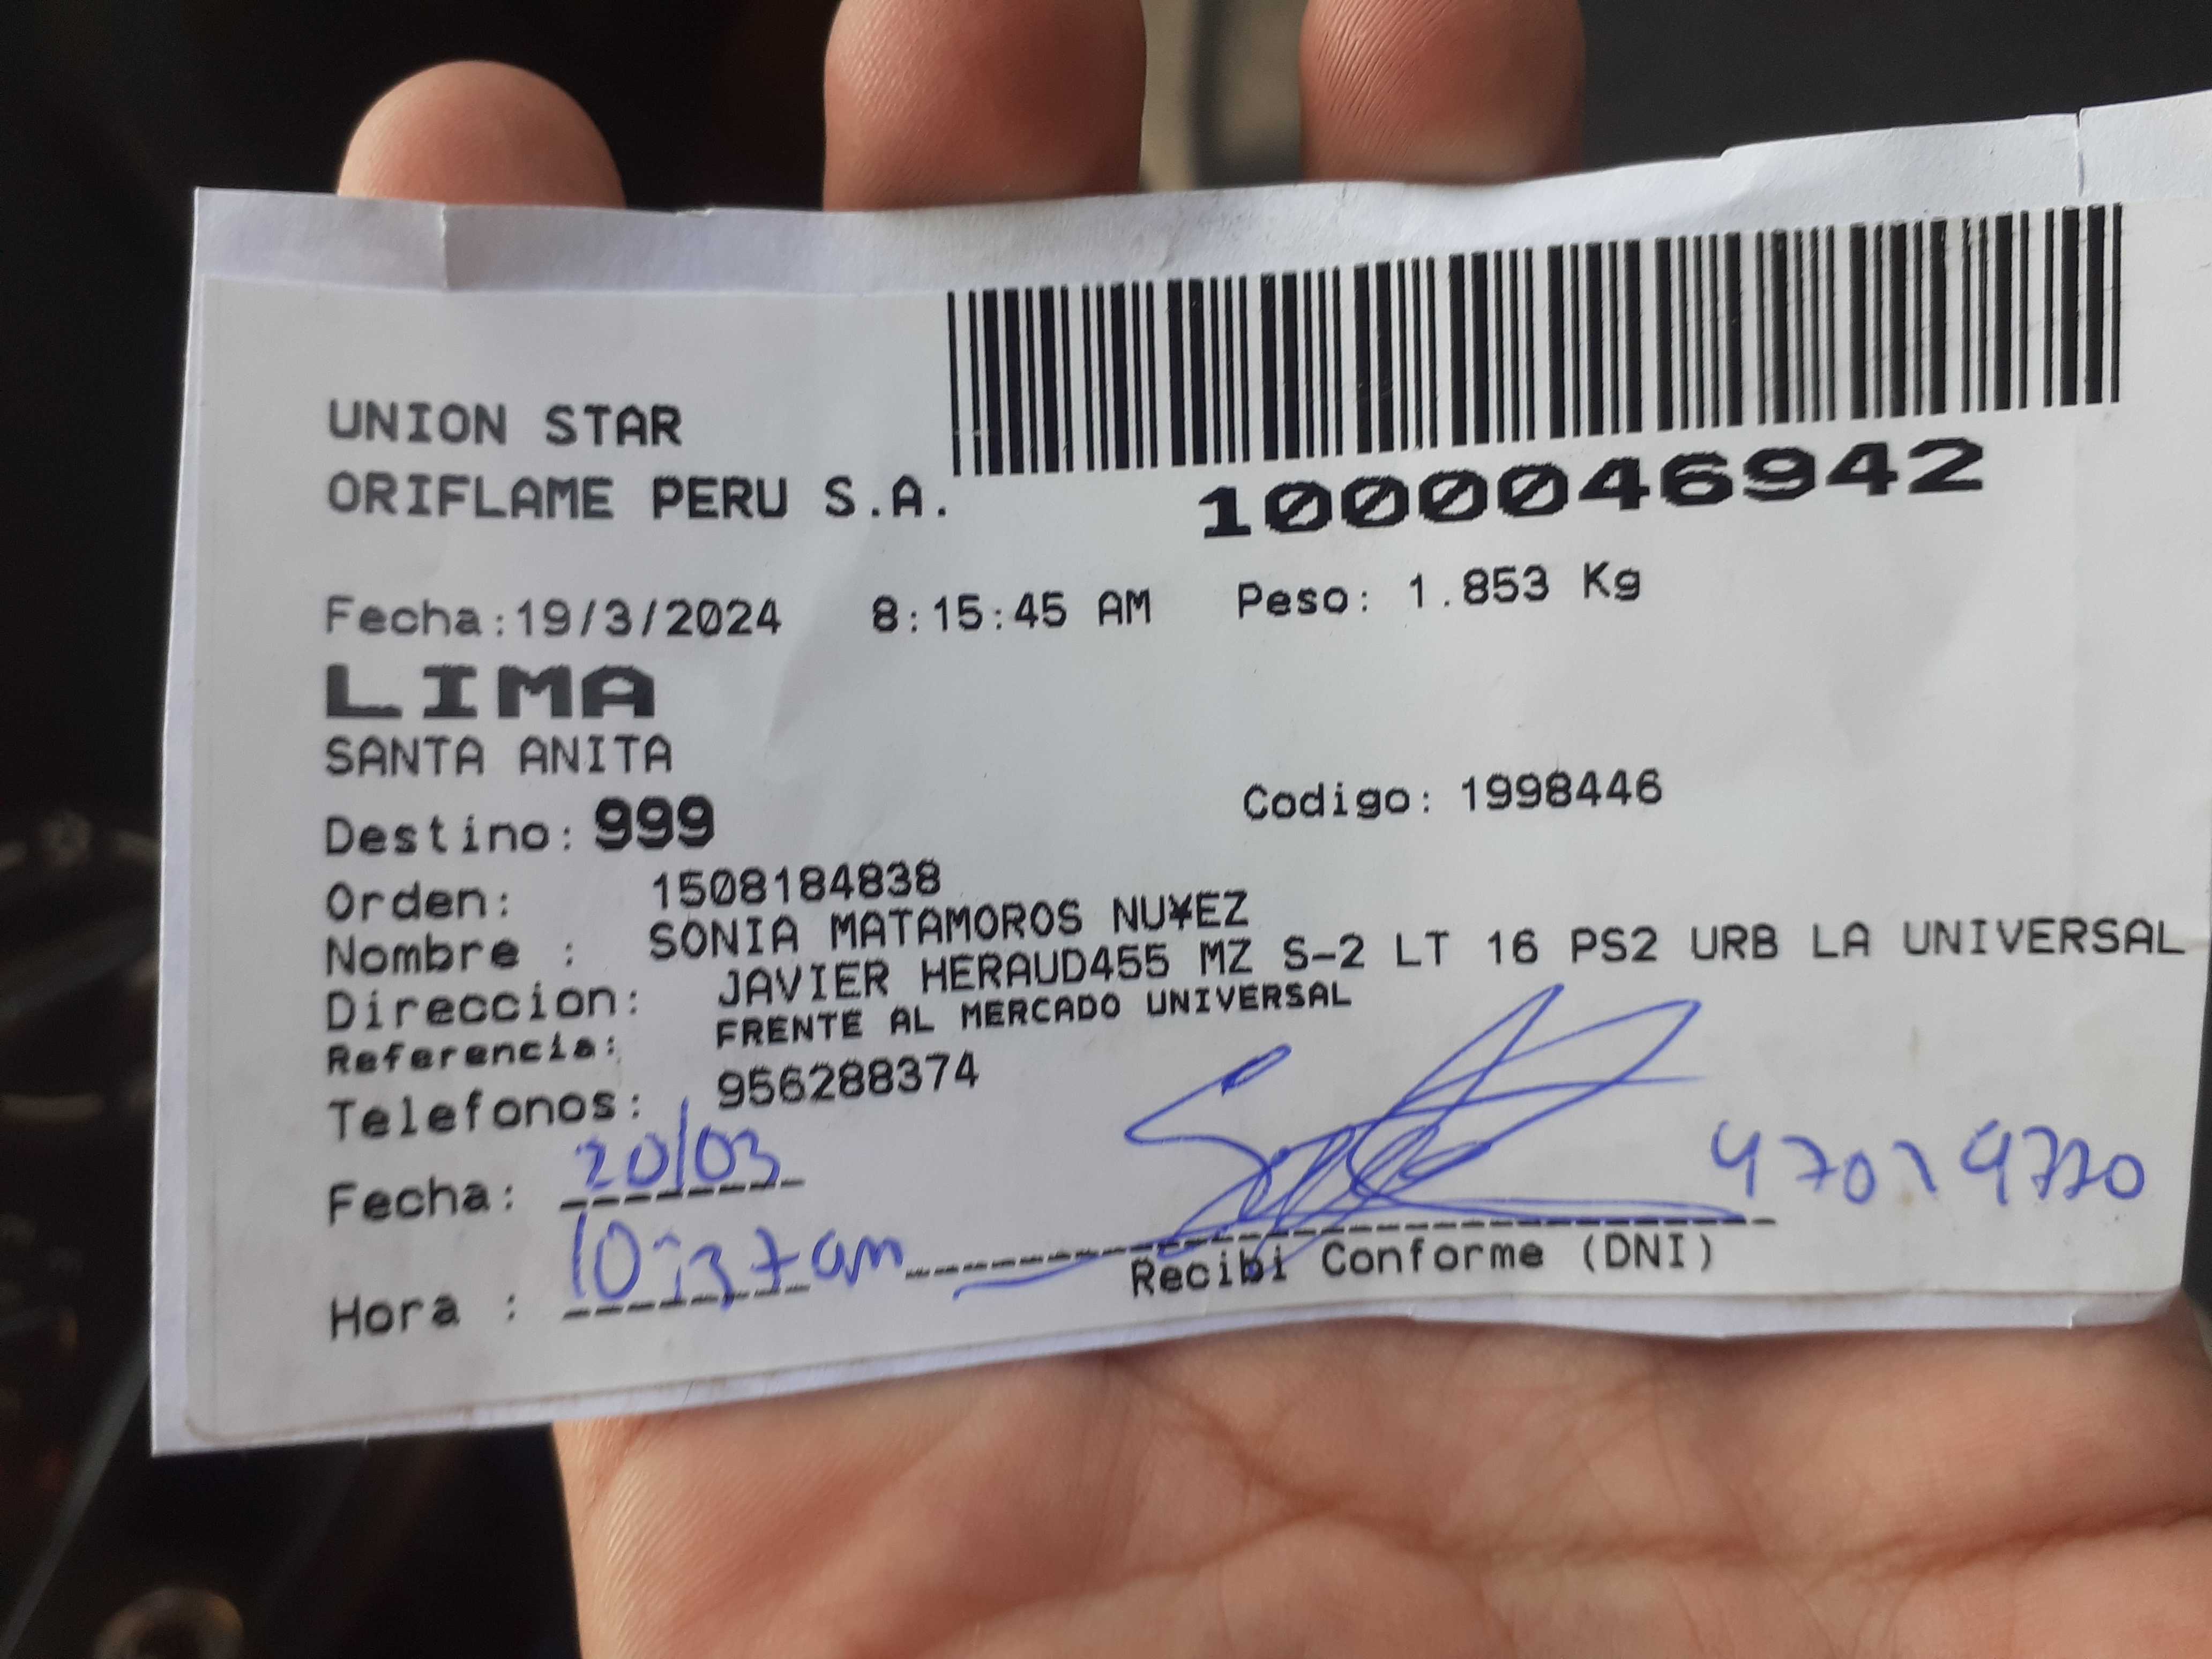 UNION STAR
ORIFLAME PERU S.A.
1000046942
Fecha:19/3/2024 8:15:45 AM Peso: 1.853 Kg
LIMA
SANTA ANITA
Destino: 999 Codigo: 1998446
Orden: 1508184838
Nombre : SONIA MATAMOROS NU¥EZ
Direccion: JAVIER HERAUD455 MZ S-2 LT 16 PS2 URB LA UNIVERSAL
Referencia: FRENTE AL MERCADO UNIVERSAL
Telefonos: 956288374
Fecha: 20/03
Hora : 10:37am
Recibi Conforme (DNI)